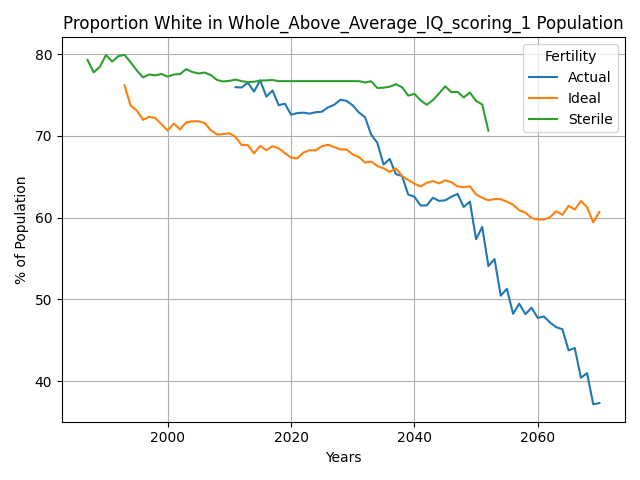 Proportion White in Whole_Above_Average_IQ_scoring_1 Population
Fertility
Actual
Ideal
Sterile
% of Population
80
70
60
50
40
2000
2020
2040
2060
Years